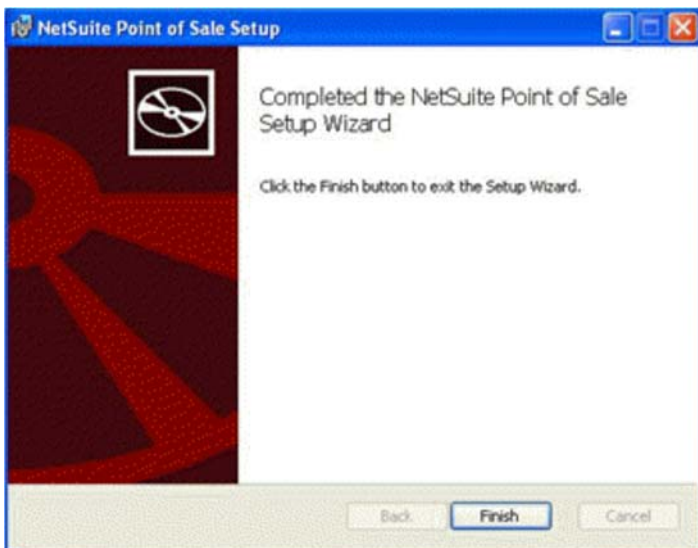 NetSuite Point of Sale Setup
Completed the NetSuite Point of Sale
Setup Wizard
Click the Finish button to exit the Setup Wizard.
Back
Finish
Cancel